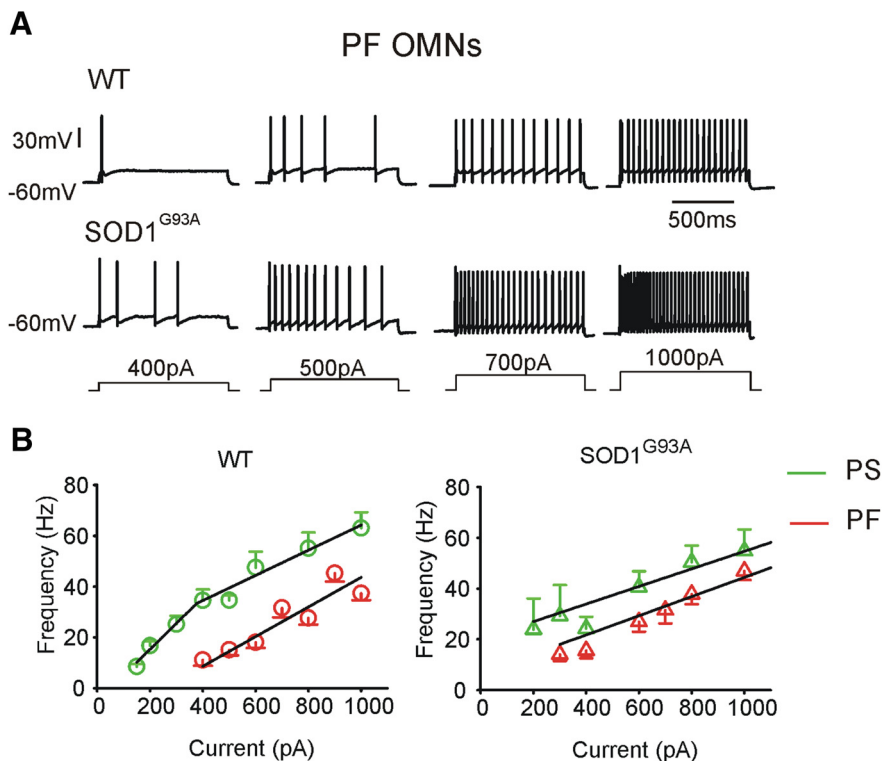 A
PF OMNs
WT
30mV
-60mV
500ms
SOD1G93A
-60mV
400pA
500pA
700pA
1000pA
B
WT
SOD1G93A
PS
PF
Frequency (Hz)
80
60
40
20
0
0 200 400 600 800 1000
Current (pA)
Frequency (Hz)
80
60
40
20
0
0 200 400 600 800 1000
Current (pA)